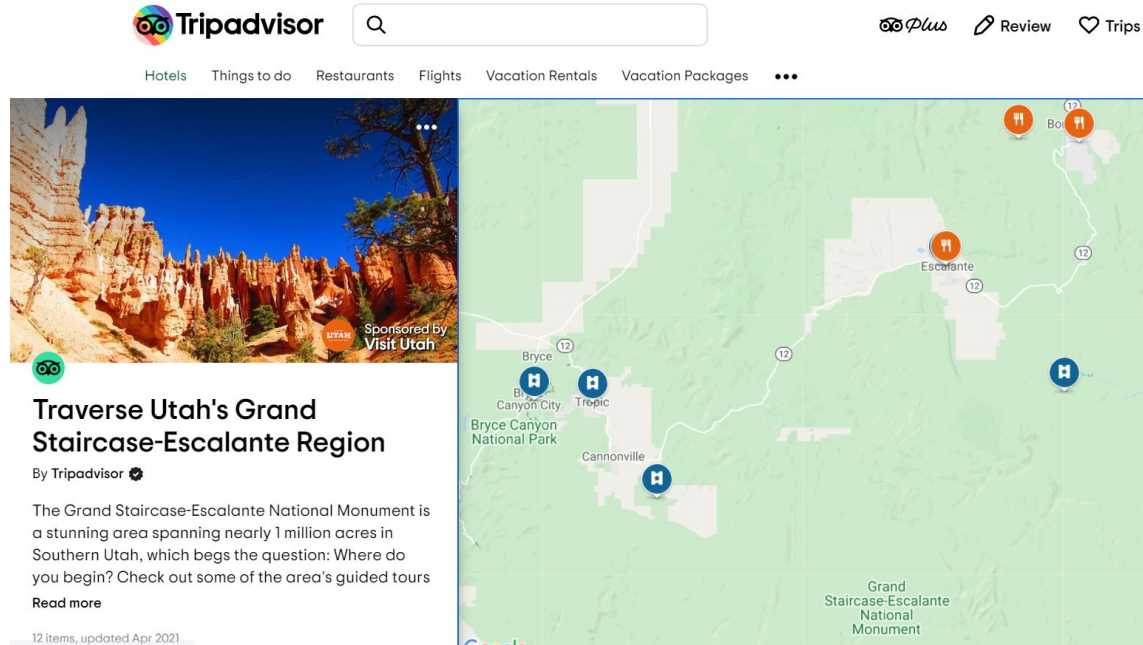 Tripadvisor
Plus
Review
Trips
Hotels
Things to do
Restaurants
Flights
Vacation Rentals
Vacation Packages
UTAH
Sponsored by
Visit Utah
Traverse Utah's Grand
Staircase-Escalante Region
By Tripadvisor
The Grand Staircase-Escalante National Monument is
a stunning area spanning nearly 1 million acres in
Southern Utah, which begs the question: Where do
you begin? Check out some of the area's guided tours
Read more
12 items, updated Apr 2021
12
Escalante
12
12
12
Bryce
12
Canyon City
Tropic
Bryce Canyon
National Park
Cannonville
Grand
Staircase-Escalante
National
Monument